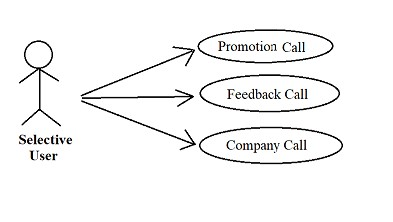 Promotion Call
Feedback Call
Company Call
Selective
User